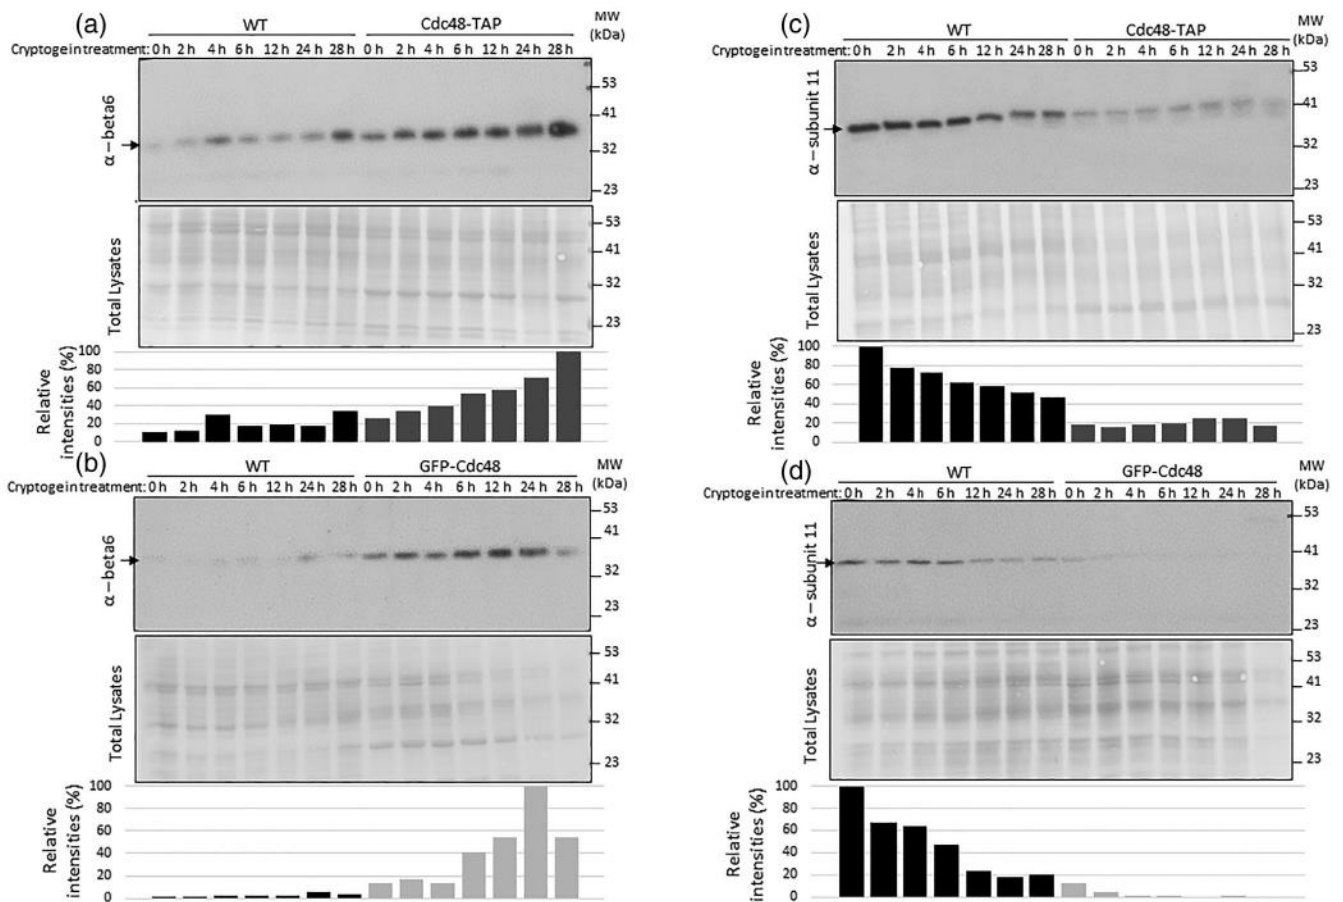 (a)
WT Cdc48-TAP MW
(kDa)
Cryptogein treatment: 0 h 2 h 4 h 6 h 12 h 24 h 28 h 0 h 2 h 4 h 6 h 12 h 24 h 28 h
α – beta6
53
41
32
23
Total Lysates
53
41
32
23
Relative
intensities (%)
100
80
60
40
20
0
(b)
WT GFP-Cdc48 MW
(kDa)
Cryptogein treatment: 0 h 2 h 4 h 6 h 12 h 24 h 28 h 0 h 2 h 4 h 6 h 12 h 24 h 28 h
α – beta6
53
41
32
23
Total Lysates
53
41
32
23
Relative
intensities (%)
100
80
60
40
20
0
(c)
WT Cdc48-TAP MW
(kDa)
Cryptogein treatment: 0 h 2 h 4 h 6 h 12 h 24 h 28 h 0 h 2 h 4 h 6 h 12 h 24 h 28 h
α – subunit 11
53
41
32
23
Total Lysates
53
41
32
23
Relative
intensities (%)
100
80
60
40
20
0
(d)
WT GFP-Cdc48 MW
(kDa)
Cryptogein treatment: 0 h 2 h 4 h 6 h 12 h 24 h 28 h 0 h 2 h 4 h 6 h 12 h 24 h 28 h
α – subunit 11
53
41
32
23
Total Lysates
53
41
32
23
Relative
intensities (%)
100
80
60
40
20
0